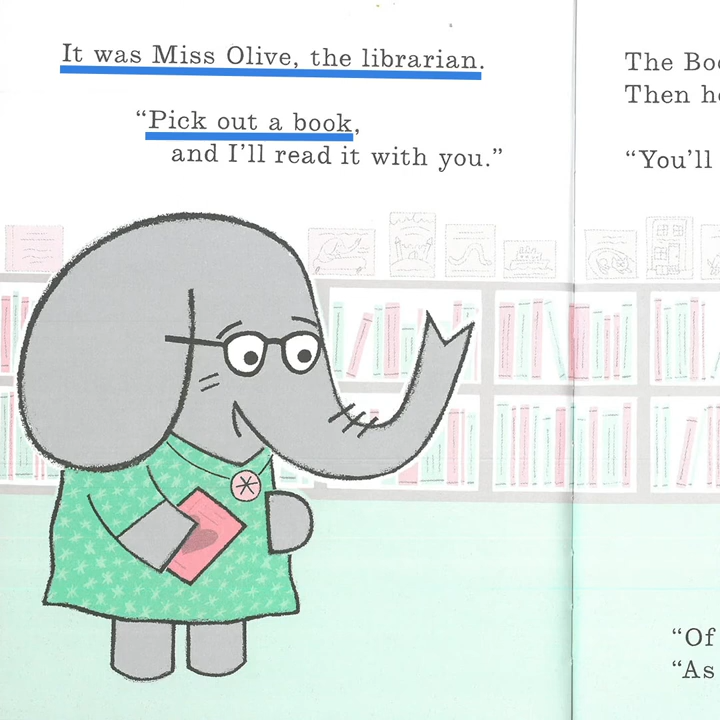 It was Miss Olive, the librarian.
“Pick out a book,
and I’ll read it with you.”
The
Then
“You’ll
“Of
“As